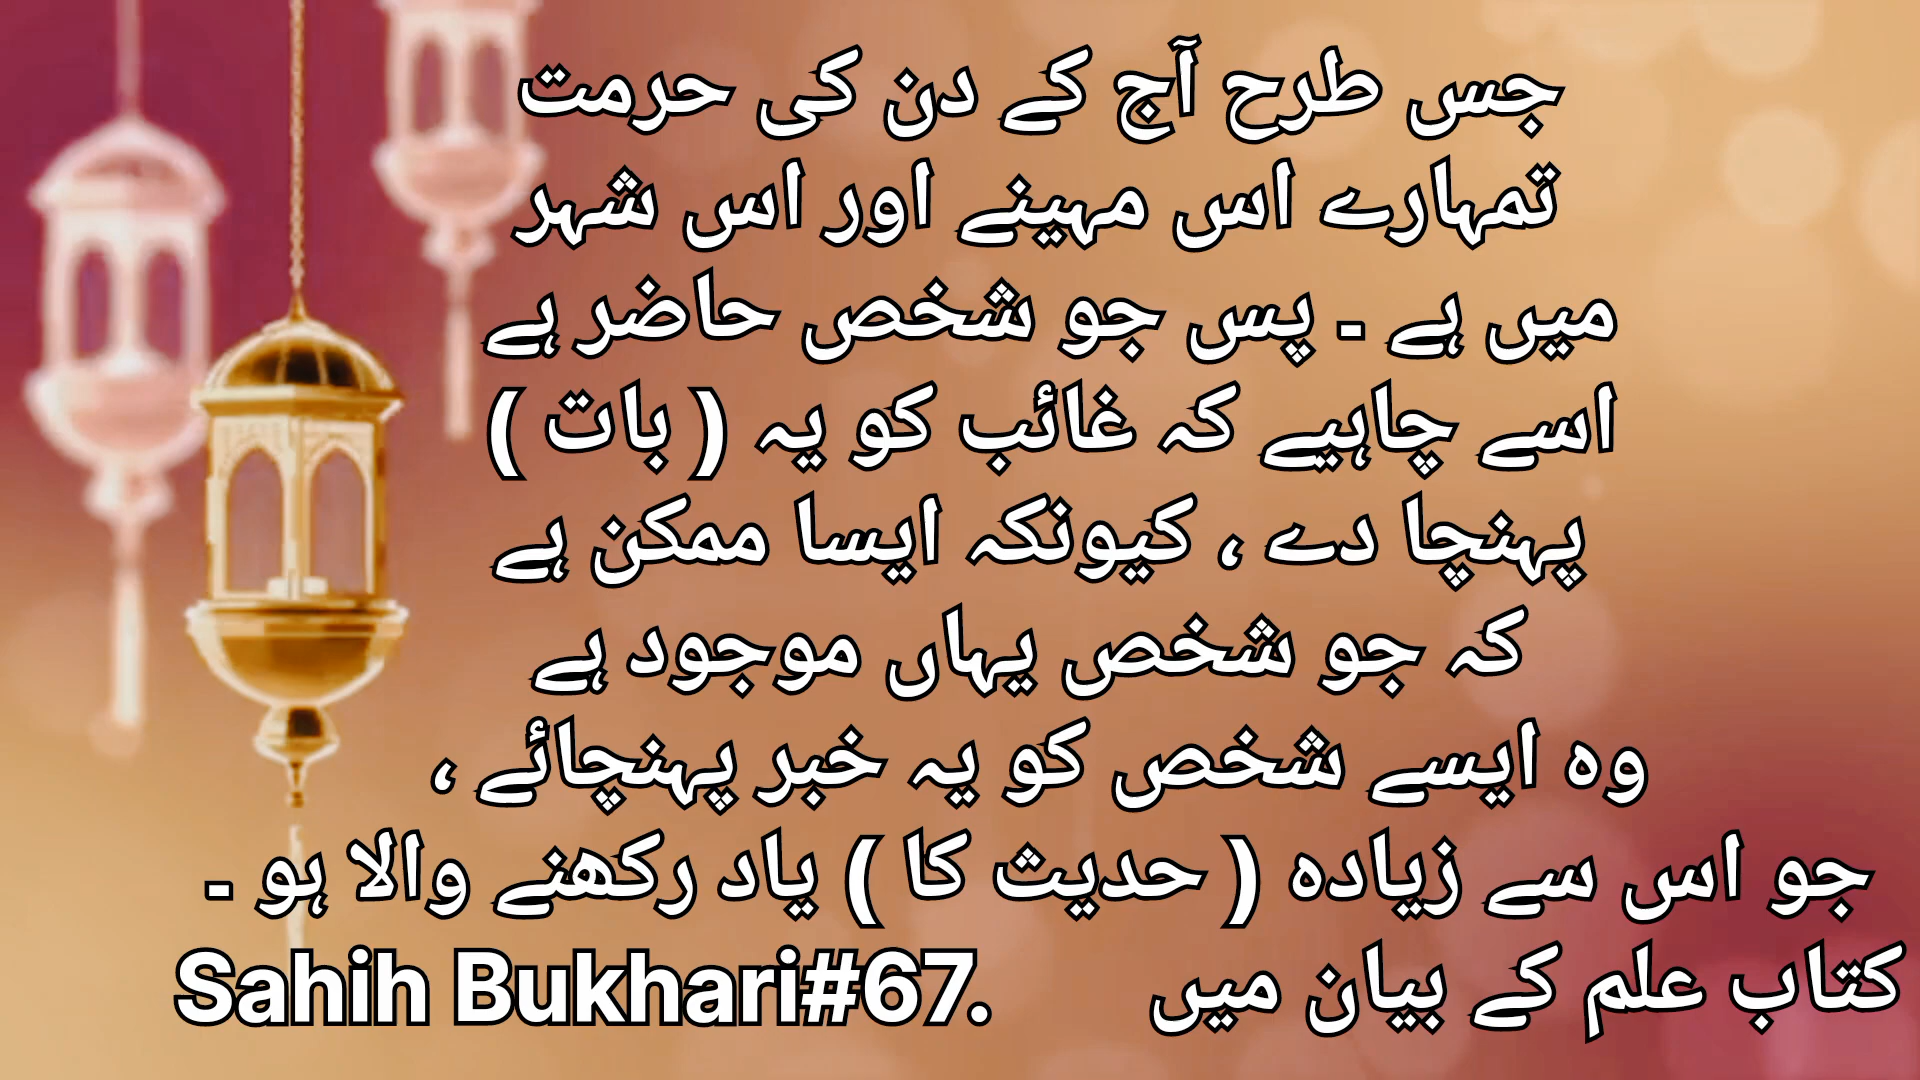 جس طرح آج کے دن کی حرمت
تمہارے اس مہینے اور اس شہر
میں ہے ۔ پس جو شخص حاضر ہے
اسے چاہیے کہ غائب کو یہ ( بات )
پہنچا دے ، کیونکہ ایسا ممکن ہے
کہ جو شخص یہاں موجود ہے
وہ ایسے شخص کو یہ خبر پہنچائے ،
جو اس سے زیادہ ( حدیث کا ) یاد رکھنے والا ہو ۔
کتاب علم کے بیان میں Sahih Bukhari#67.